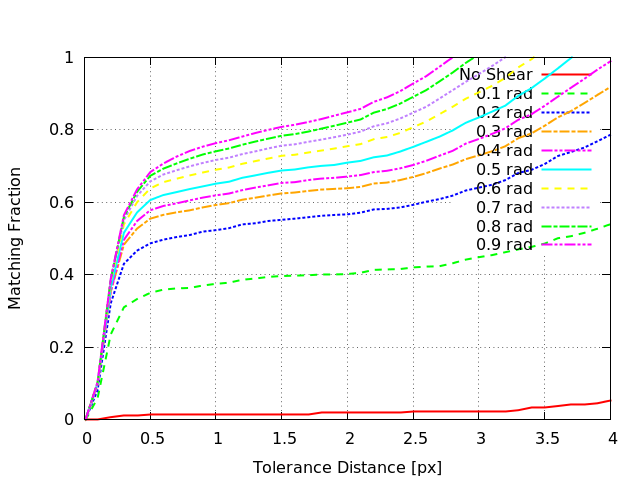 1
0.8
0.6
0.4
0.2
0
0
0.5
1
1.5
2
2.5
3
3.5
4
Matching Fraction
Tolerance Distance [px]
No Shear
0.1 rad
0.2 rad
0.3 rad
0.4 rad
0.5 rad
0.6 rad
0.7 rad
0.8 rad
0.9 rad